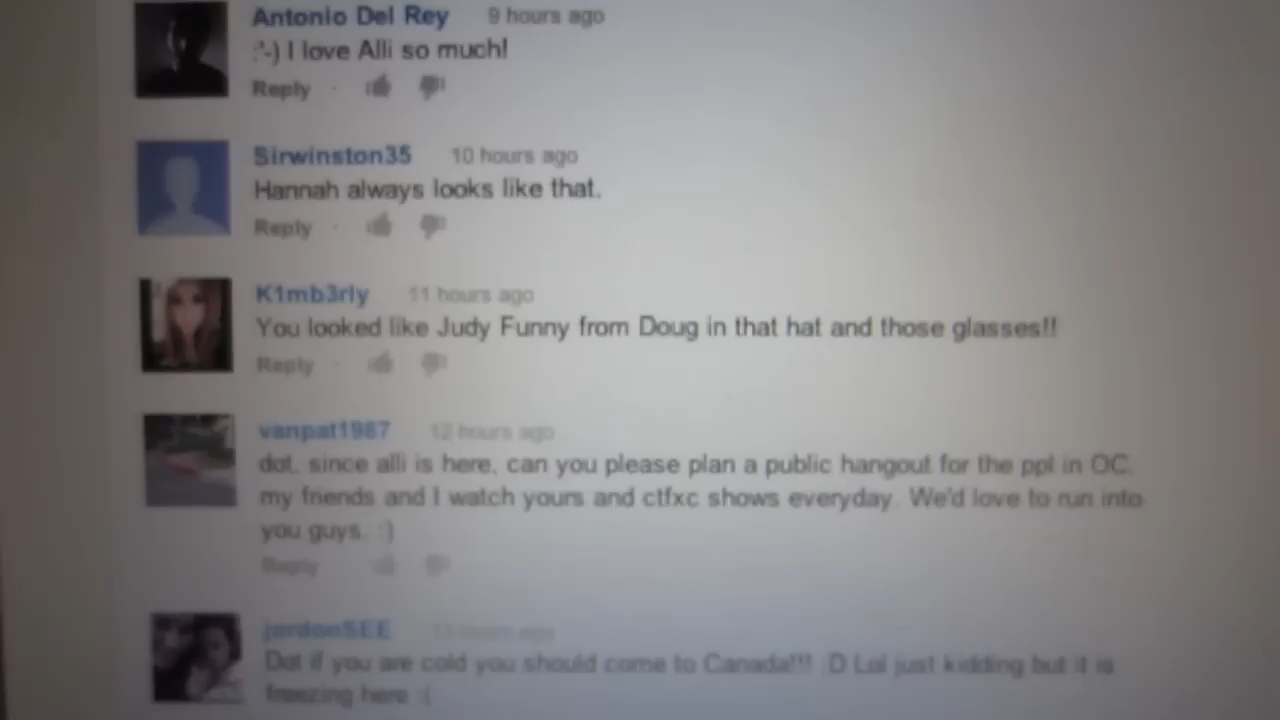 Antonio Del Rey 9 hours ago
:'-) I love Alli so much!
Reply ·
Sirwinston35 10 hours ago
Hannah always looks like that.
Reply ·
K1mb3rly 11 hours ago
You looked like Judy Funny from Doug in that hat and those glasses!!
Reply ·
vanpat1987 12 hours ago
dot, since alli is here, can you please plan a public hangout for the ppl in OC.
my friends and I watch yours and ctfxc shows everyday. We'd love to run into
you guys. :)
Reply
jordonSEE hours ago
Dot if you are cold you should come to Canada!!! :D Lol just kidding but it is
freezing here :(